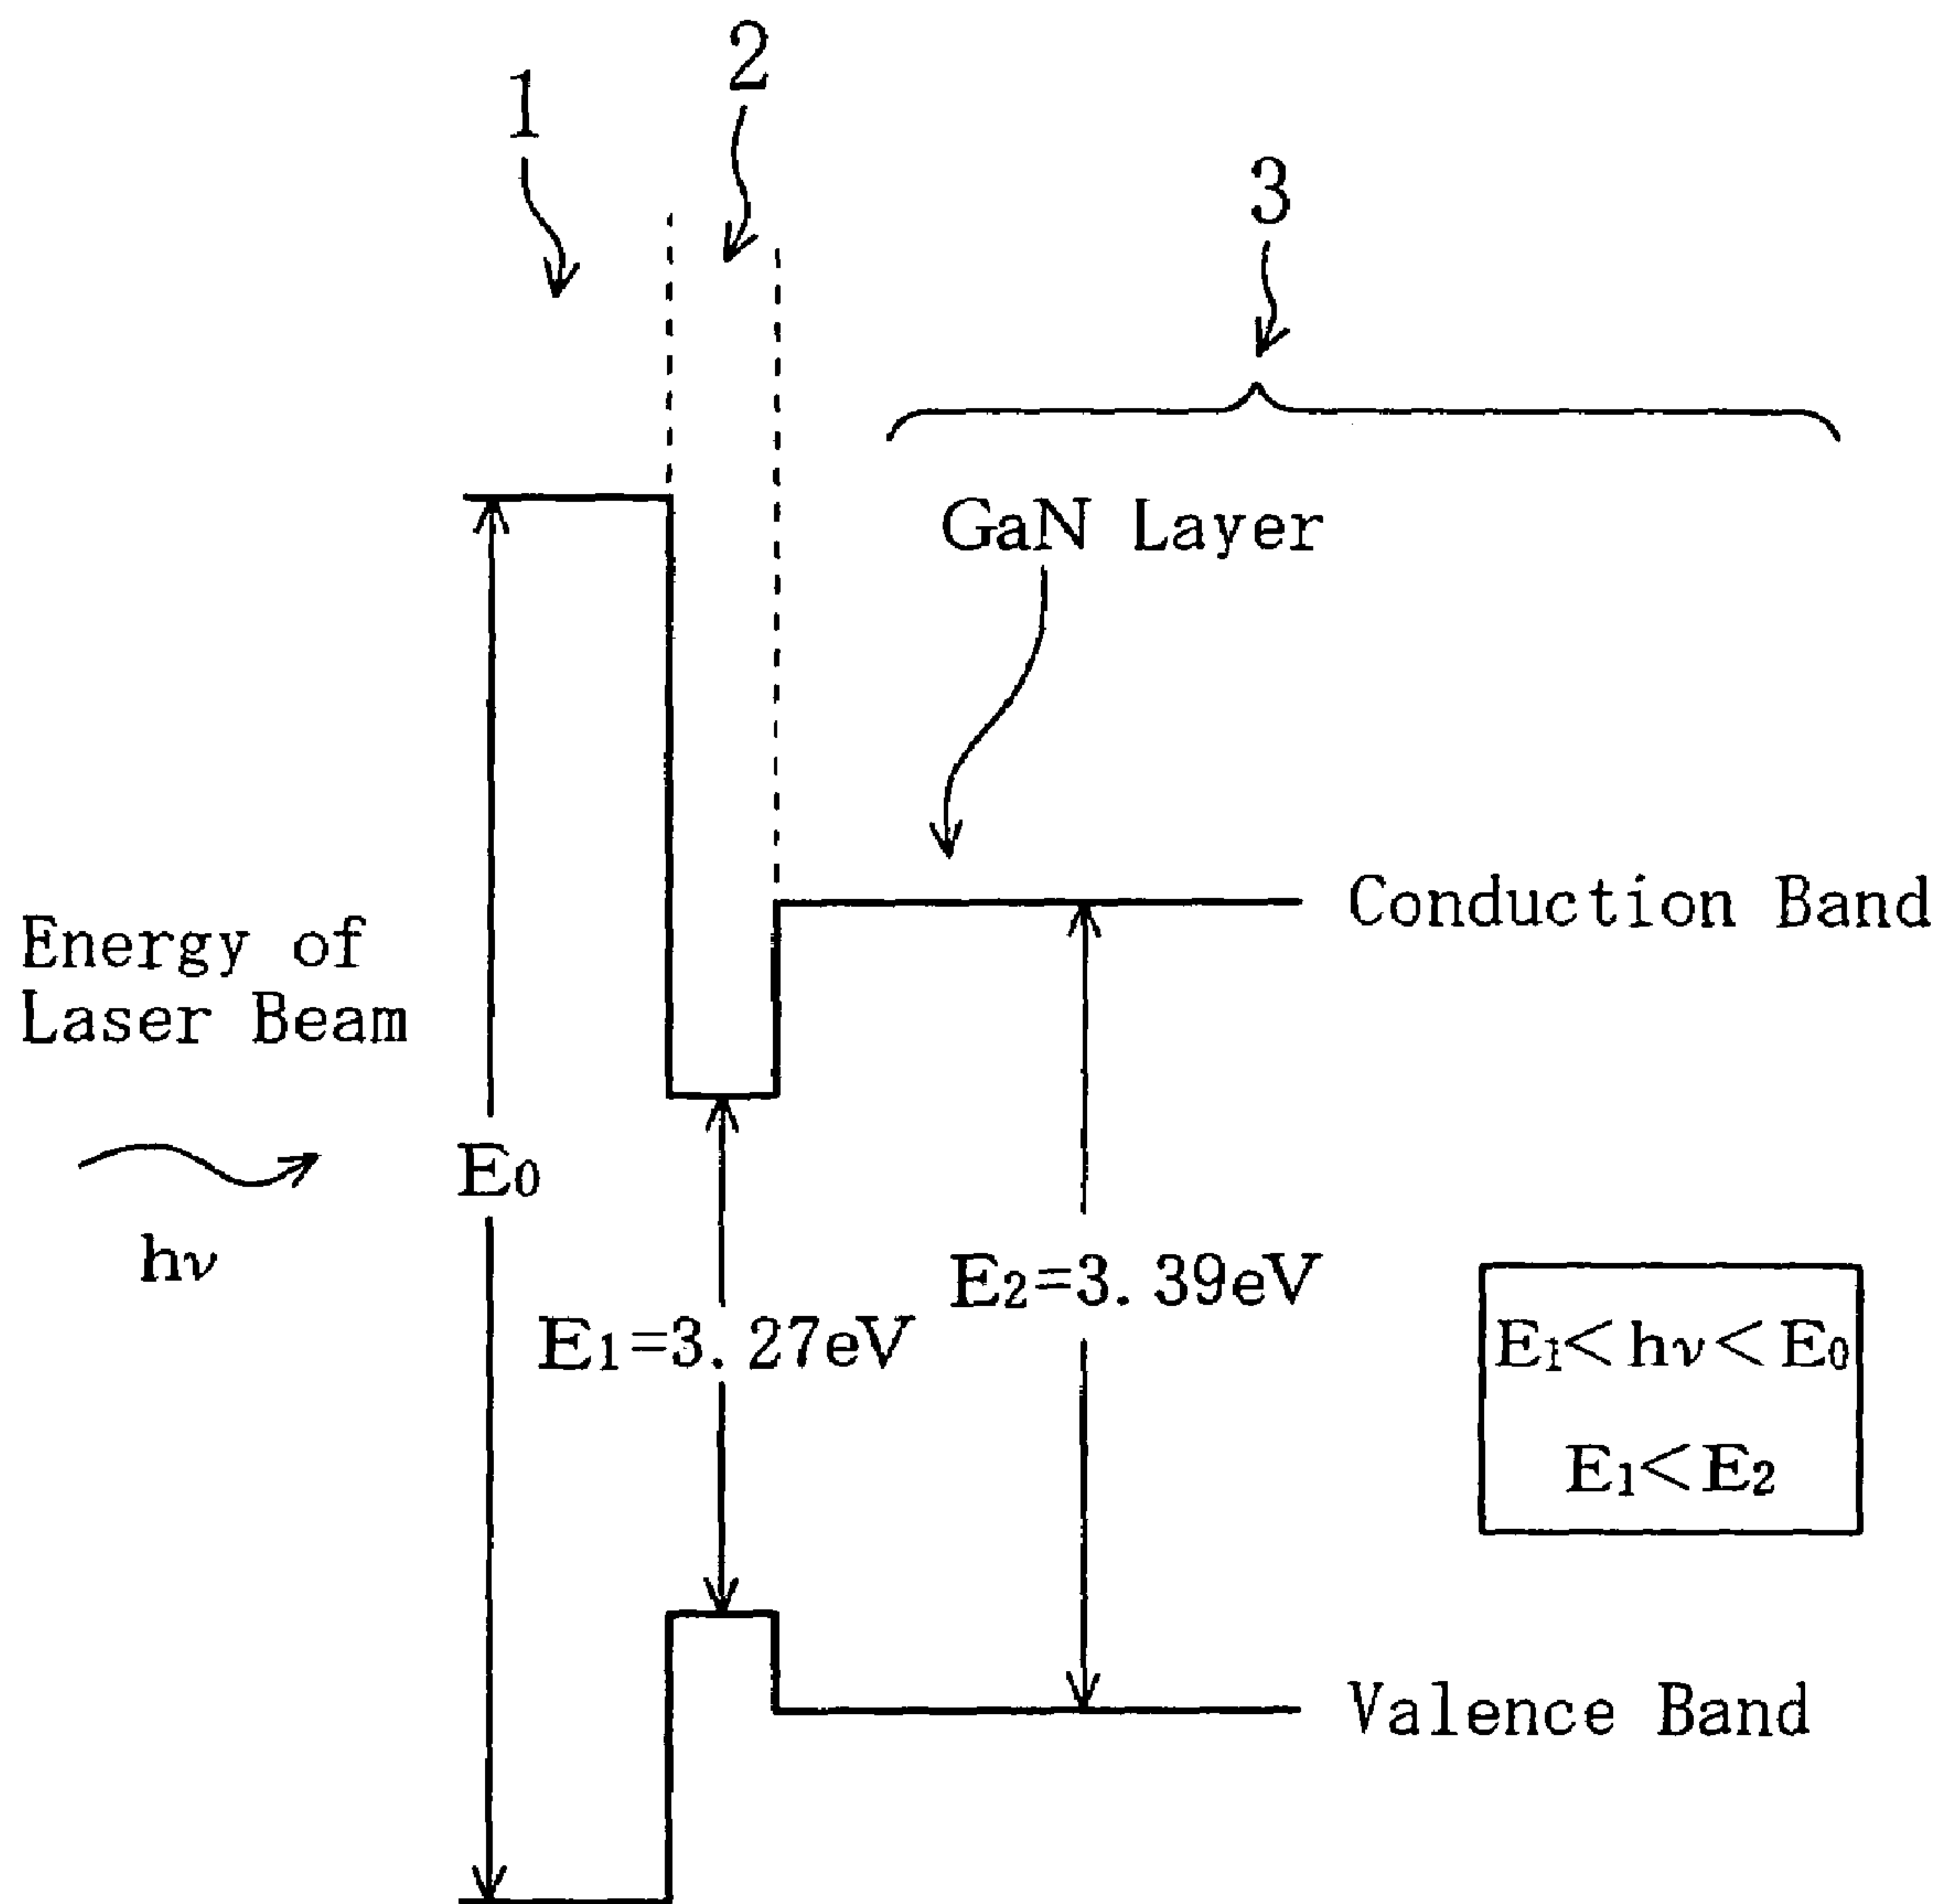 1
2
3
GaN Layer
Conduction Band
Energy of
Laser Beam
E₀
hν
E₂=3.39eV
E₁=3.27eV
E₁<hν<E₀
E₁<E₂
Valence Band